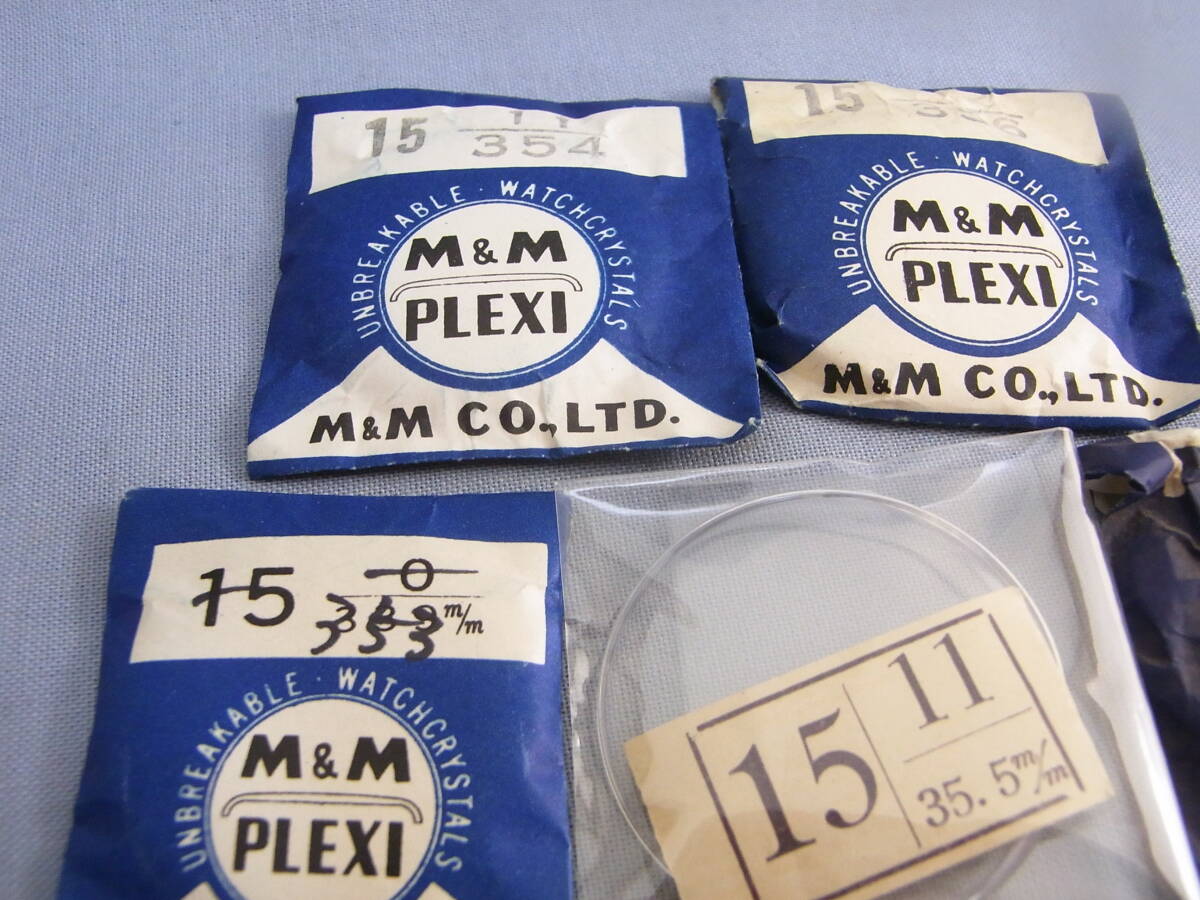 15 11
354
UNBREAKABLE · WATCHCRYSTALS
M&M
PLEXI
M&M CO., LTD.
15
UNBREAKABLE · WATCHCRYSTALS
M&M
PLEXI
M&M CO., LTD.
15 0
m/m
UNBREAKABLE · WATCHCRYSTALS
M&M
PLEXI
15 11
35.5 m/m